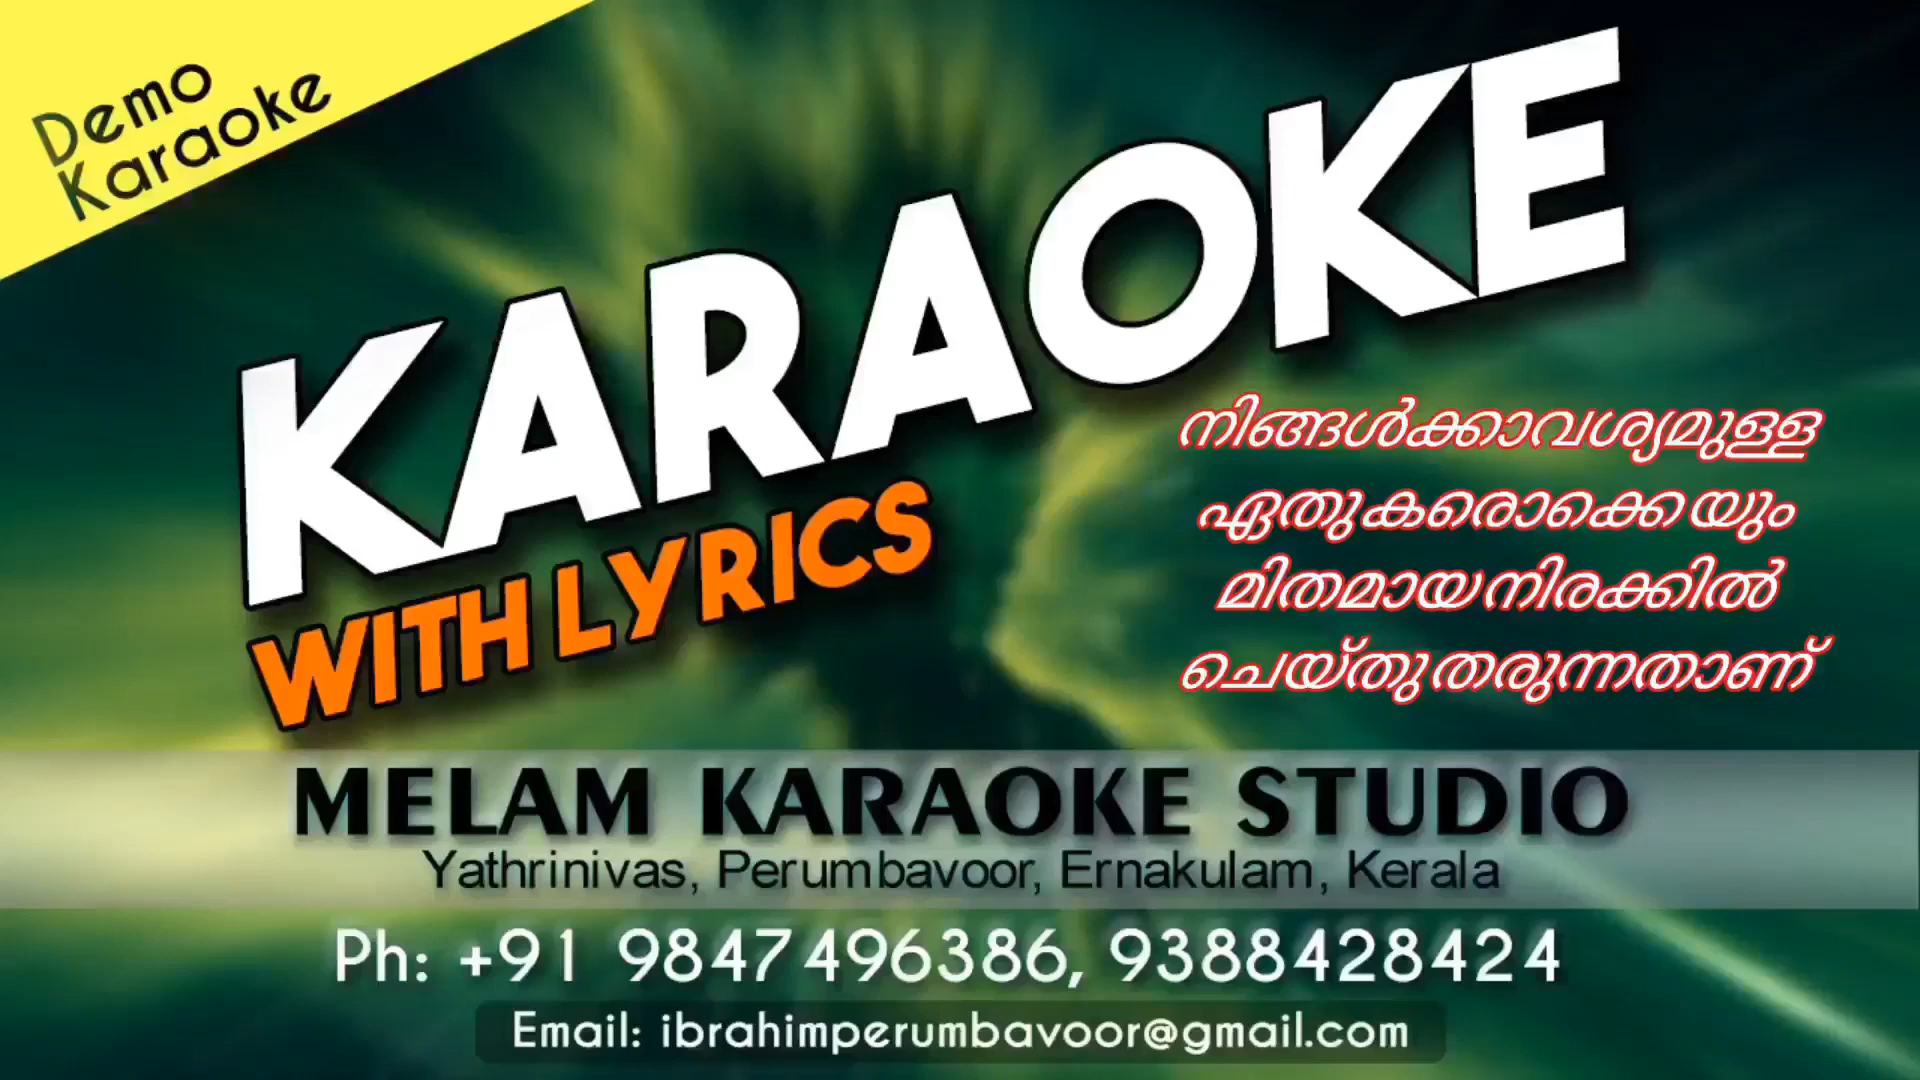 Demo
Karaoke
KARAOKE
WITH LYRICS
നിങ്ങൾക്കാവശ്യമുള്ള
ഏതു കരൊക്കെയും
മിതമായ നിരക്കിൽ
ചെയ്തു തരുന്നതാണ്
MELAM KARAOKE STUDIO
Yathrinivas, Perumbavoor, Ernakulam, Kerala
Ph: +91 9847496386, 9388428424
Email: ibrahimperumbavoor@gmail.com